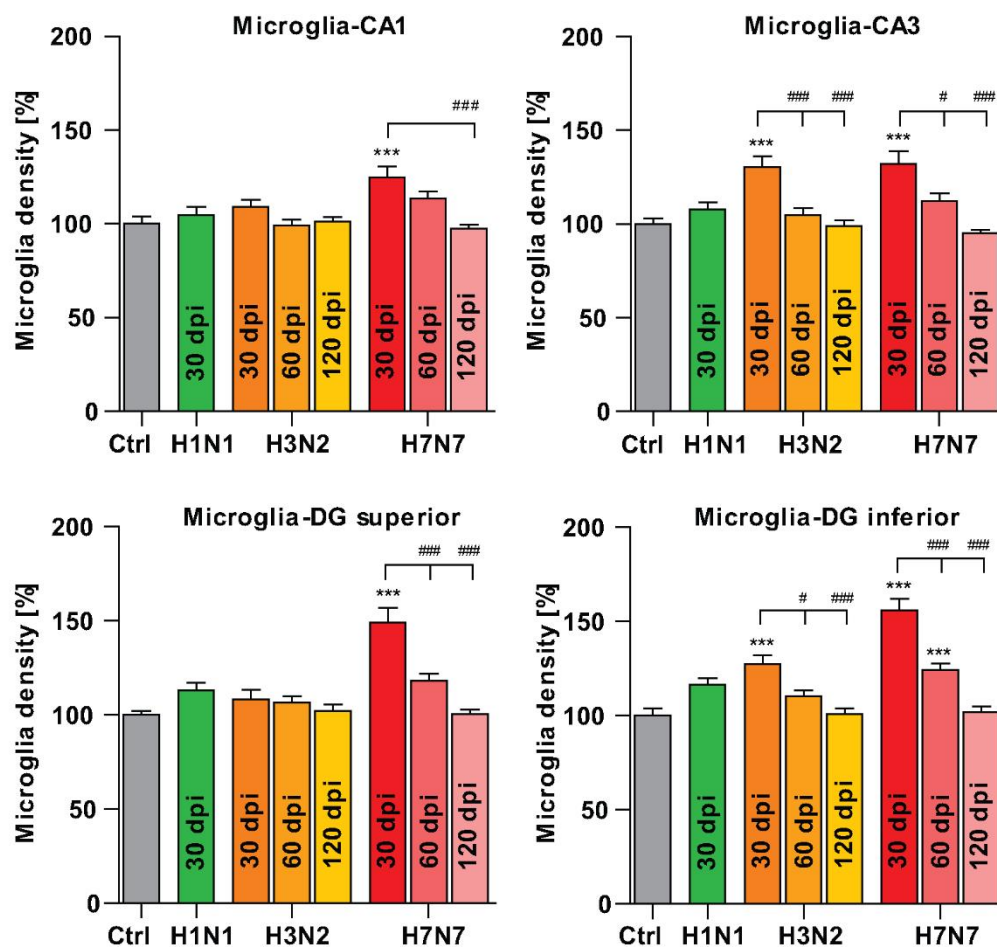 Microglia-CA1
Microglia density [%]
200
150
100
50
0
***
###
30 dpi
30 dpi
60 dpi
120 dpi
30 dpi
60 dpi
120 dpi
Ctrl H1N1 H3N2 H7N7
Microglia-CA3
Microglia density [%]
200
150
100
50
0
***
### ###
***
# ###
30 dpi
30 dpi
60 dpi
120 dpi
30 dpi
60 dpi
120 dpi
Ctrl H1N1 H3N2 H7N7
Microglia-DG superior
Microglia density [%]
200
150
100
50
0
***
### ###
30 dpi
30 dpi
60 dpi
120 dpi
30 dpi
60 dpi
120 dpi
Ctrl H1N1 H3N2 H7N7
Microglia-DG inferior
Microglia density [%]
200
150
100
50
0
***
# ###
***
***
### ###
30 dpi
30 dpi
60 dpi
120 dpi
30 dpi
60 dpi
120 dpi
Ctrl H1N1 H3N2 H7N7